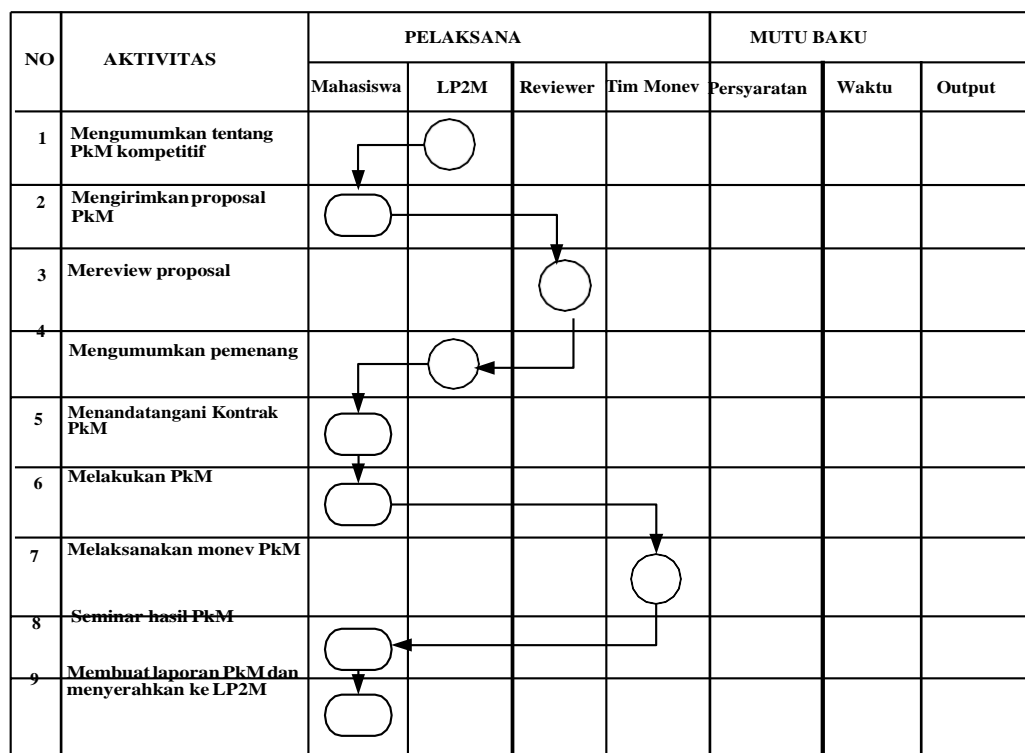 NO
AKTIVITAS
PELAKSANA
MUTU BAKU
Mahasiswa
LP2M
Reviewer
Tim Monev
Persyaratan
Waktu
Output
1
Mengumumkan tentang
PkM kompetitif
2
Mengirimkan proposal
PkM
3
Mereview proposal
4
Mengumumkan pemenang
5
Menandatangani Kontrak
PkM
6
Melakukan PkM
7
Melaksanakan monev PkM
8
Seminar hasil PkM
9
Membuat laporan PkM dan
menyerahkan ke LP2M